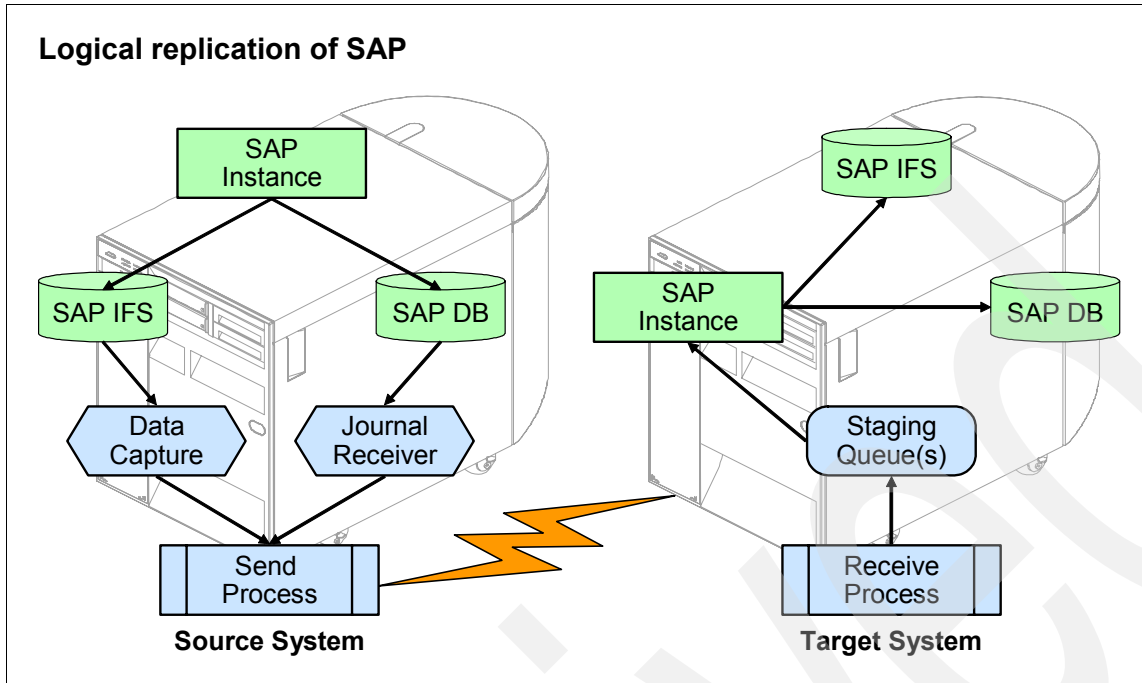 Logical replication of SAP
SAP
Instance
SAP IFS
SAP DB
Data
Capture
Journal
Receiver
Send
Process
Source System
SAP IFS
SAP
Instance
SAP DB
Staging
Queue(s)
Receive
Process
Target System